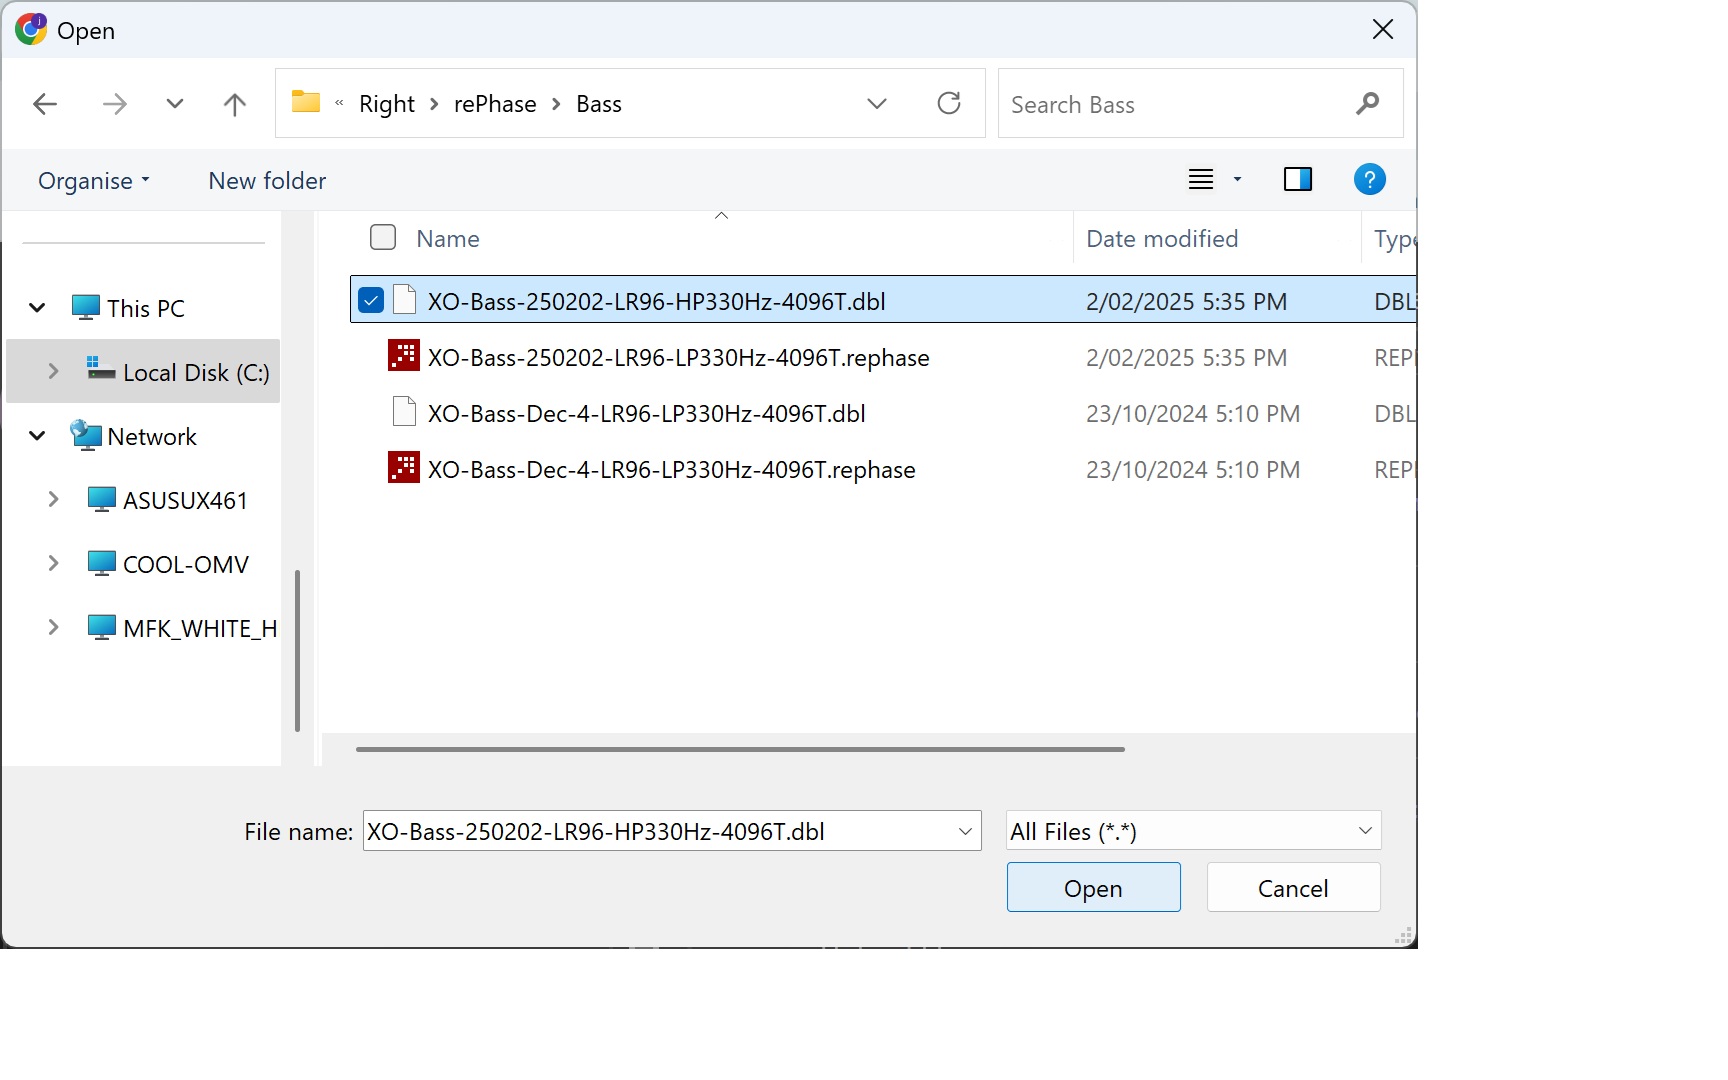 Open
« Right > rePhase > Bass
Search Bass
Organise
New folder
?
Name
Date modified
Type
XO-Bass-250202-LR96-HP330Hz-4096T.dbl 2/02/2025 5:35 PM DBL
XO-Bass-250202-LR96-LP330Hz-4096T.rephase 2/02/2025 5:35 PM REP
XO-Bass-Dec-4-LR96-LP330Hz-4096T.dbl 23/10/2024 5:10 PM DBL
XO-Bass-Dec-4-LR96-LP330Hz-4096T.rephase 23/10/2024 5:10 PM REP
This PC
Local Disk (C:)
Network
ASUSUX461
COOL-OMV
MFK_WHITE_H
File name: XO-Bass-250202-LR96-HP330Hz-4096T.dbl
All Files (*.*)
Open
Cancel